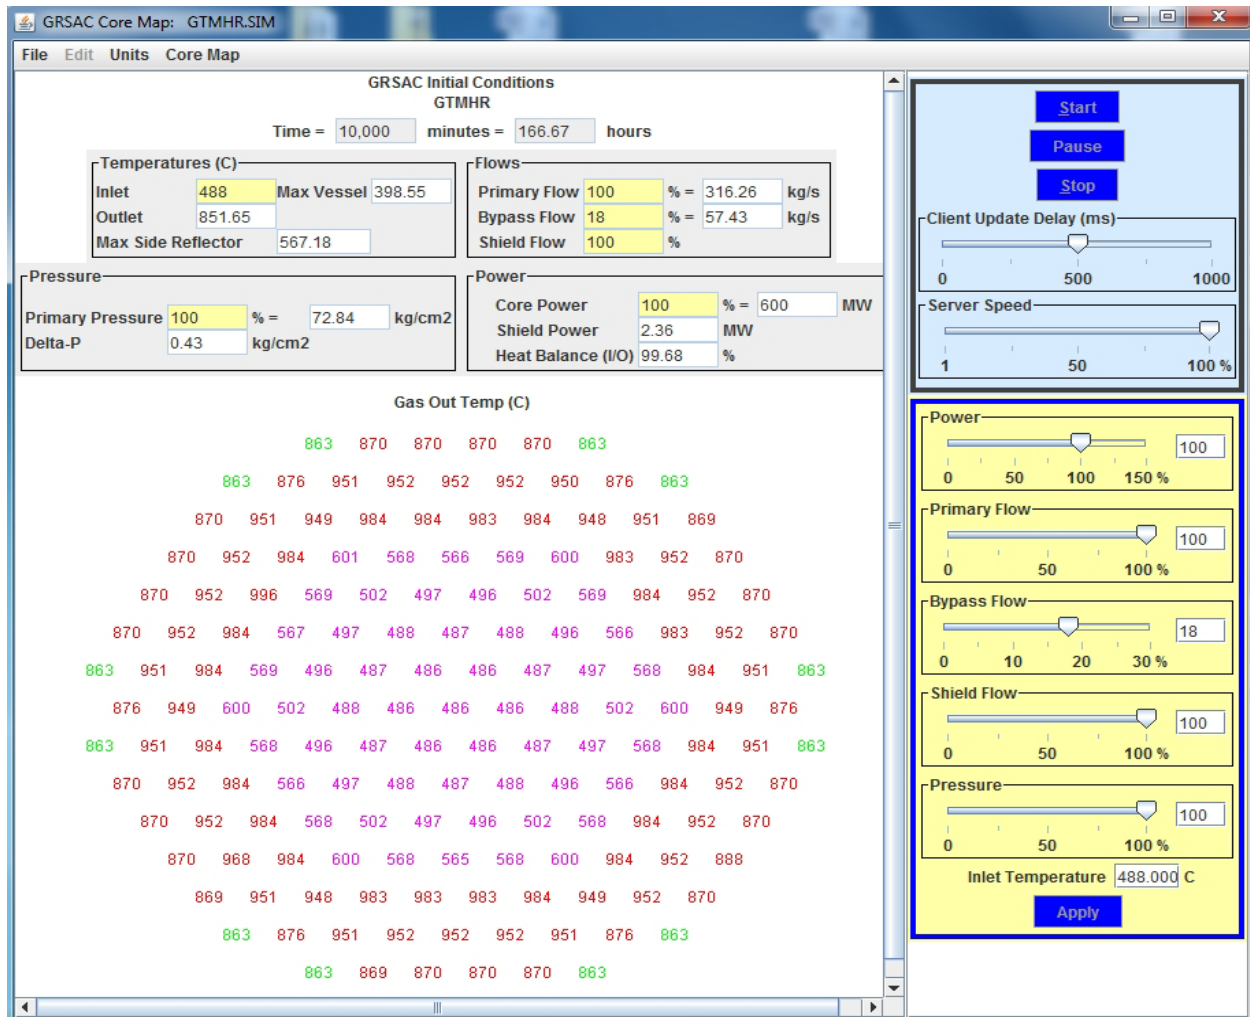 GRSAC Core Map: GTMHR.SIM
File Edit Units Core Map
GRSAC Initial Conditions
GTMHR
Time = 10,000 minutes = 166.67 hours
Temperatures (C)
Inlet 488 Max Vessel 398.55
Outlet 851.65
Max Side Reflector 567.18
Flows
Primary Flow 100 % = 316.26 kg/s
Bypass Flow 18 % = 57.43 kg/s
Shield Flow 100 %
Pressure
Primary Pressure 100 % = 72.84 kg/cm2
Delta-P 0.43 kg/cm2
Power
Core Power 100 % = 600 MW
Shield Power 2.36 MW
Heat Balance (I/O) 99.68 %
Gas Out Temp (C)
863 870 870 870 870 863
863 876 951 952 952 952 950 876 863
870 951 949 984 984 983 984 948 951 869
870 952 984 601 568 566 569 600 983 952 870
870 952 996 569 502 497 496 502 569 984 952 870
870 952 984 567 497 488 487 488 496 566 983 952 870
863 951 984 569 496 487 486 486 487 497 568 984 951 863
876 949 600 502 488 486 486 486 488 502 600 949 876
863 951 984 568 496 487 486 486 487 497 568 984 951 863
870 952 984 566 497 488 487 488 496 566 984 952 870
870 952 984 568 502 497 496 502 568 984 952 870
870 968 984 600 568 565 568 600 984 952 888
869 951 948 983 983 983 984 949 952 870
863 876 951 952 952 952 951 876 863
863 869 870 870 870 863
Start
Pause
Stop
Client Update Delay (ms)
0 500 1000
Server Speed
1 50 100 %
Power
100
0 50 100 150 %
Primary Flow
100
0 50 100 %
Bypass Flow
18
0 10 20 30 %
Shield Flow
100
0 50 100 %
Pressure
100
0 50 100 %
Inlet Temperature 488.000 C
Apply